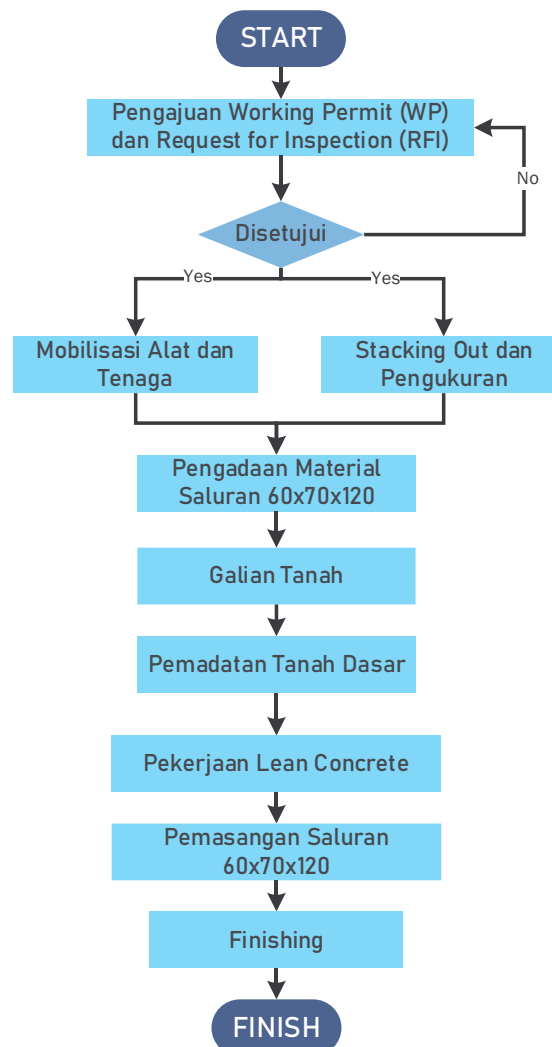 START
Pengajuan Working Permit (WP)
dan Request for Inspection (RFI)
No
Disetujui
Yes
Yes
Mobilisasi Alat dan
Tenaga
Stacking Out dan
Pengukuran
Pengadaan Material
Saluran 60x70x120
Galian Tanah
Pemadatan Tanah Dasar
Pekerjaan Lean Concrete
Pemasangan Saluran
60x70x120
Finishing
FINISH